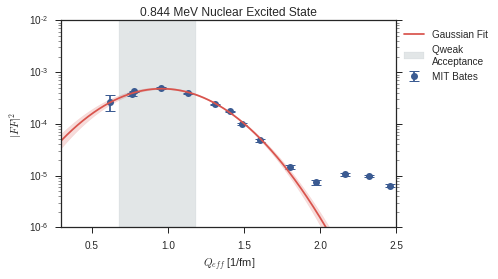 0.844 MeV Nuclear Excited State
10^-2
10^-3
10^-4
10^-5
10^-6
|FF|^2
0.5 1.0 1.5 2.0 2.5
Q_eff [1/fm]
Gaussian Fit
Qweak
Acceptance
MIT Bates